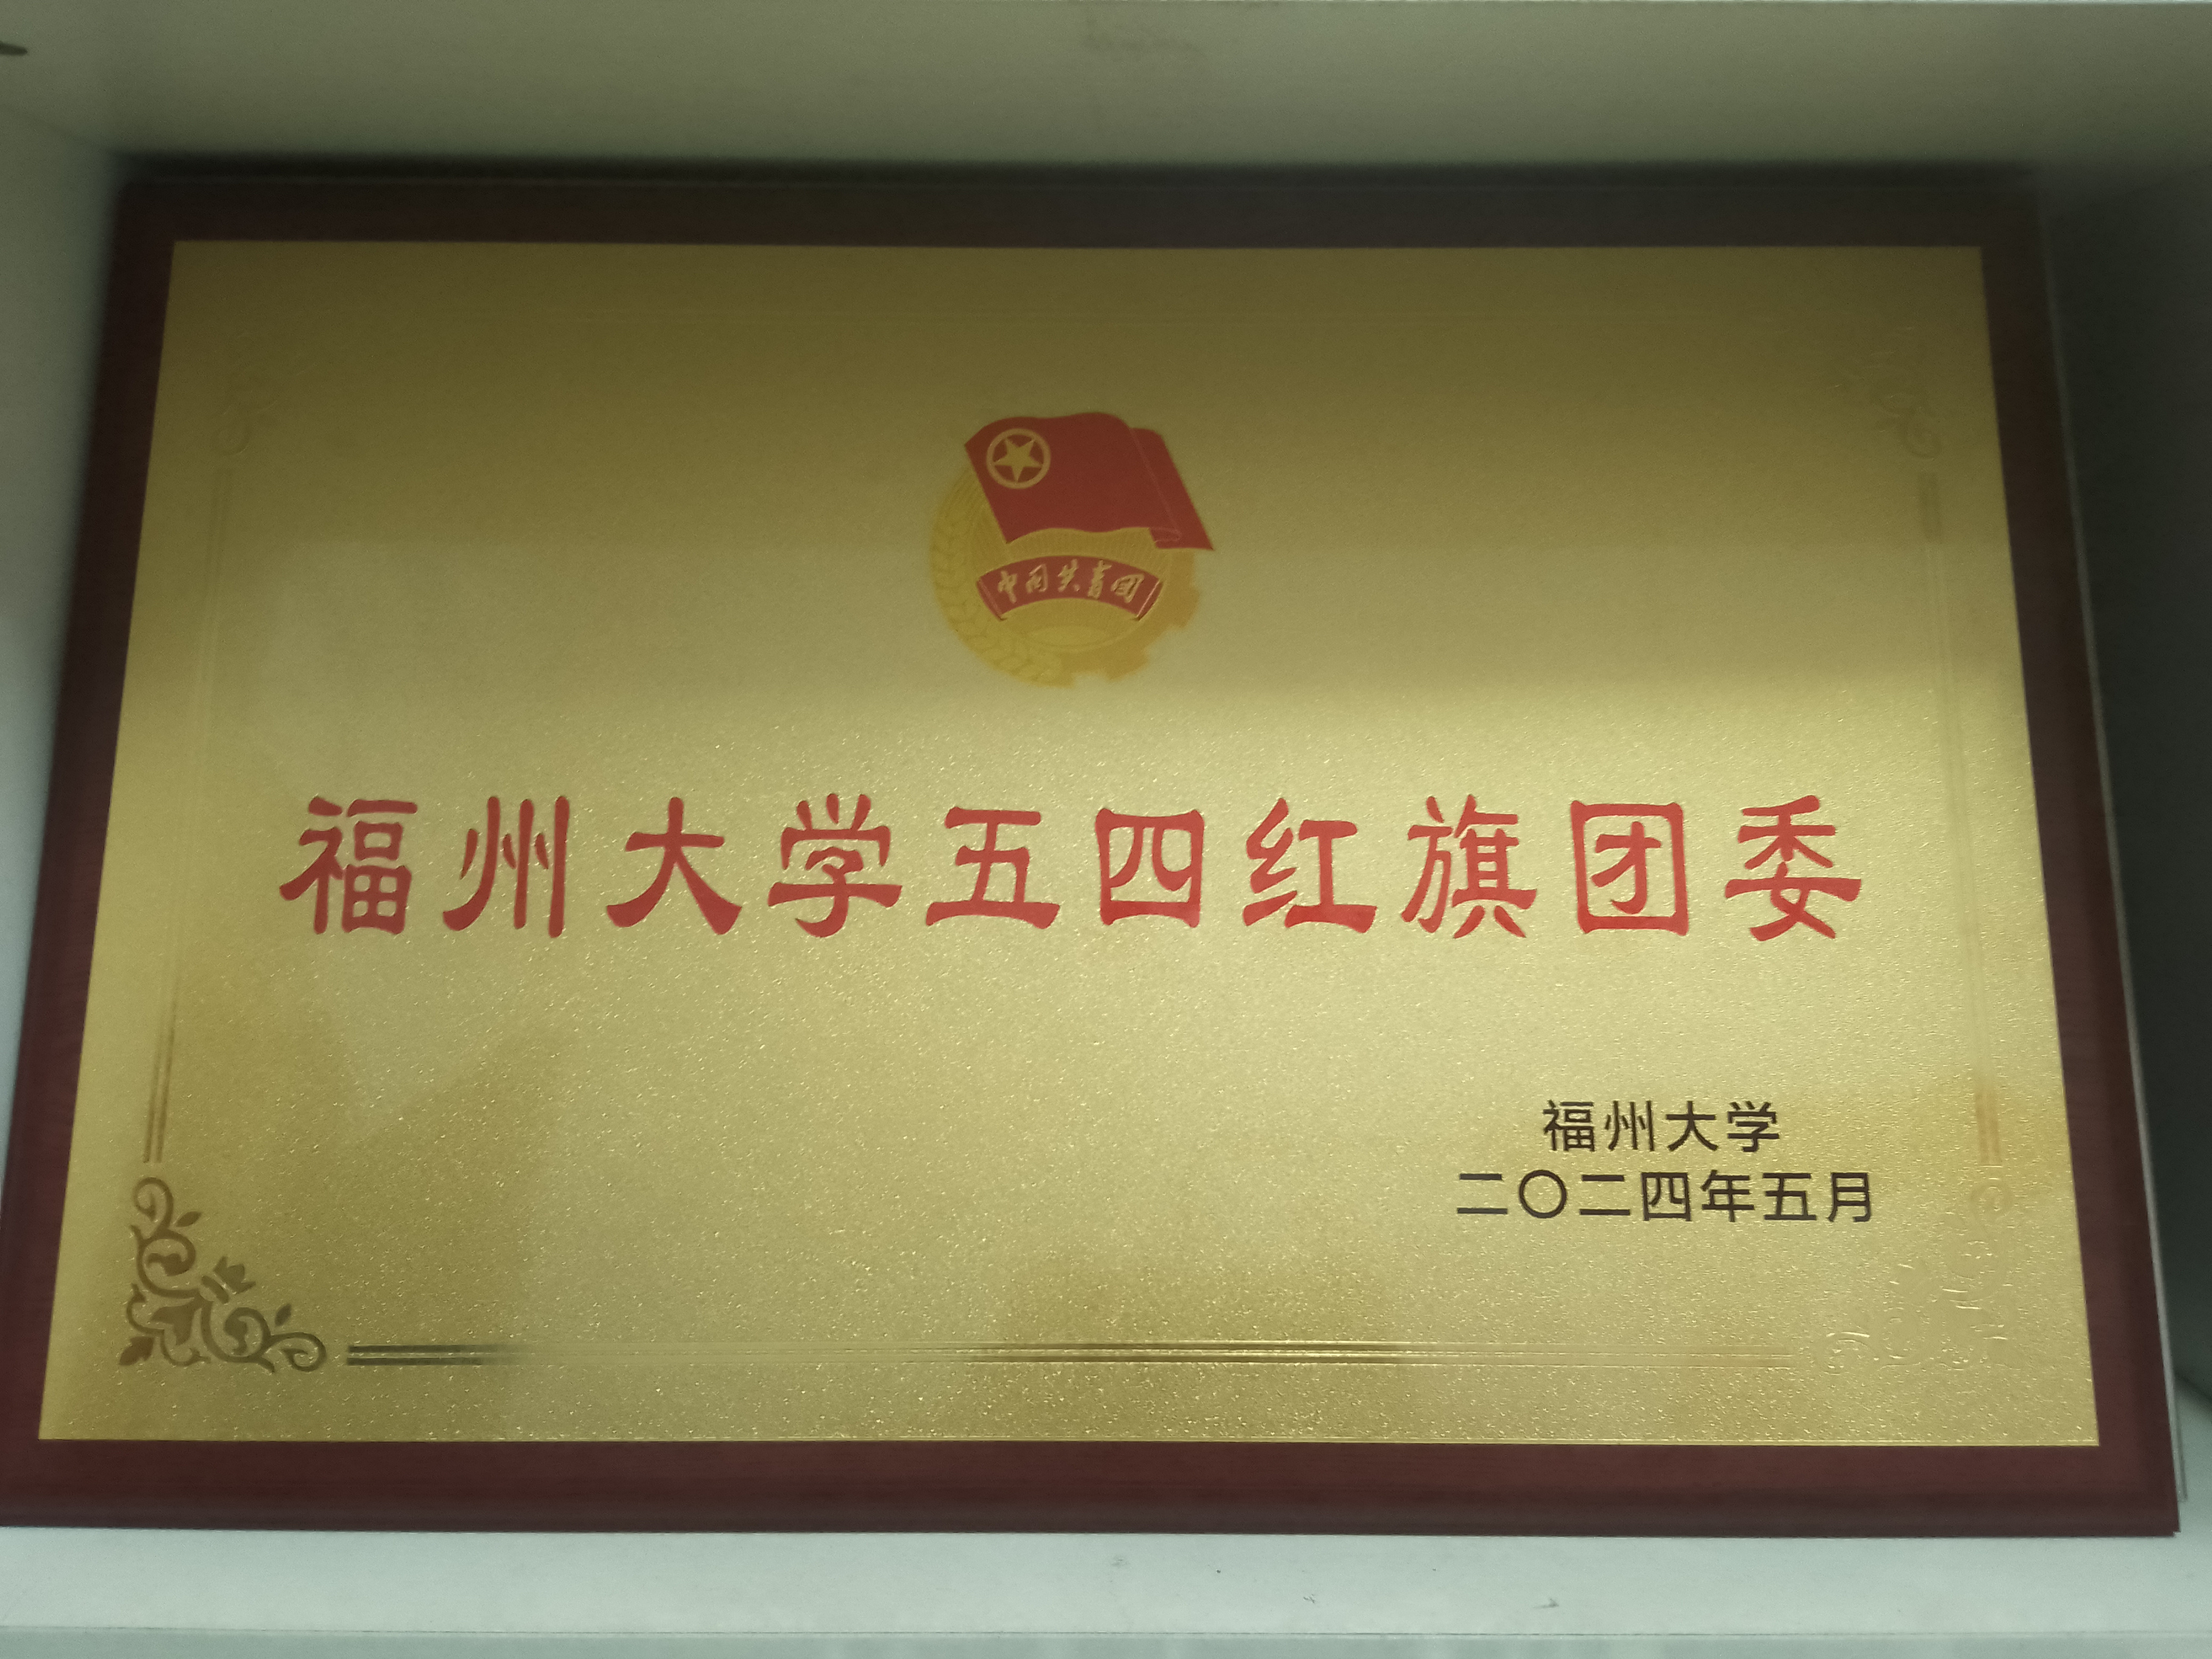 中国共青团
福州大学五四红旗团委
福州大学
二〇二四年五月